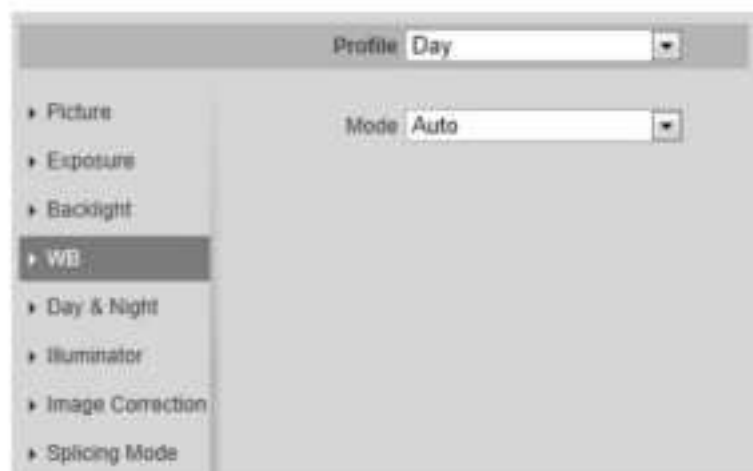 Profile Day
Picture
Mode Auto
Exposure
Backlight
WB
Day & Night
Illuminator
Image Correction
Splicing Mode